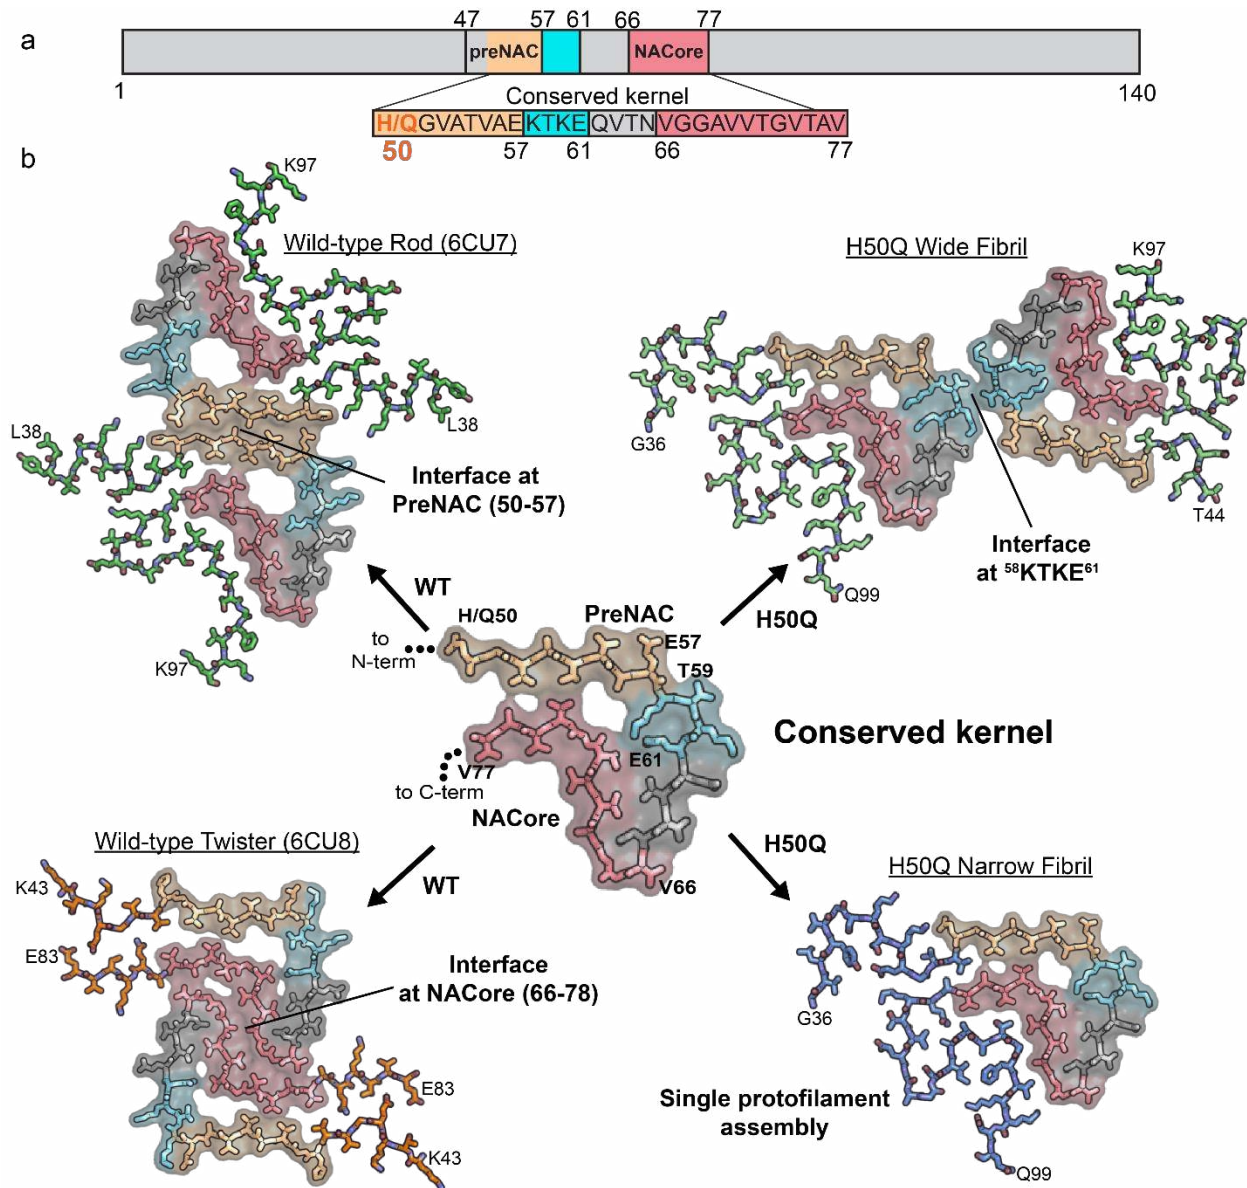 a
47 57 61 66 77
preNAC NACore
1 140
Conserved kernel
H/QGVATVAEKTKEQVTNVGGAVVTGVTAV
50 57 61 66 77
b
K97
Wild-type Rod (6CU7)
L38
L38
Interface at
PreNAC (50-57)
K97
WT
H50Q Wide Fibril
K97
G36
T44
Interface
at ⁵⁸KTKE⁶¹
Q99
H50Q
H/Q50
PreNAC
to
N-term
E57
T59
Conserved kernel
E61
V77
to C-term
NACore
V66
Wild-type Twister (6CU8)
WT
K43
E83
Interface
at NACore (66-78)
E83
K43
H50Q
H50Q Narrow Fibril
G36
Single protofilament
assembly
Q99